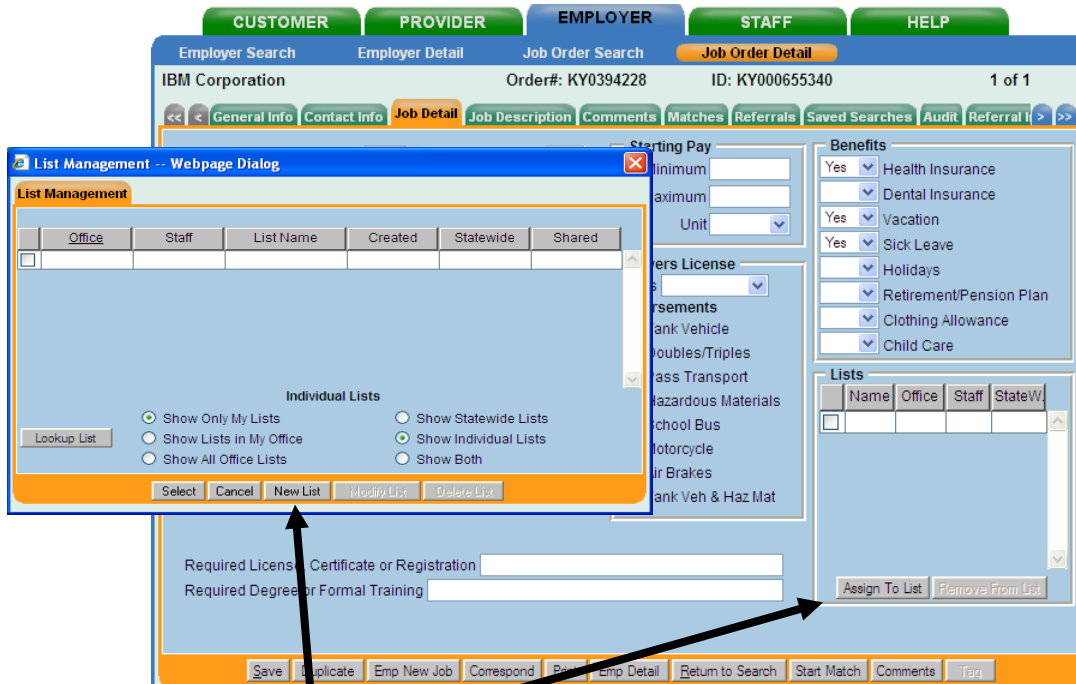 CUSTOMER PROVIDER EMPLOYER STAFF HELP
Employer Search Employer Detail Job Order Search Job Order Detail
IBM Corporation Order#: KY0394228 ID: KY000655340 1 of 1
<< < General Info Contact Info Job Detail Job Description Comments Matches Referrals Saved Searches Audit Referral > >>
List Management -- Webpage Dialog
List Management
Office Staff List Name Created Statewide Shared
Individual Lists
Show Only My Lists Show Statewide Lists
Lookup List Show Lists in My Office Show Individual Lists
Show All Office Lists Show Both
Select Cancel New List Modify List Delete List
Starting Pay
inimum
aximum
Unit
vers License
rsements
ank Vehicle
oubles/Triples
ass Transport
azardous Materials
chool Bus
otorcycle
ir Brakes
ank Veh & Haz Mat
Benefits
Yes Health Insurance
Dental Insurance
Yes Vacation
Yes Sick Leave
Holidays
Retirement/Pension Plan
Clothing Allowance
Child Care
Lists
Name Office Staff StateW.
Assign To List Remove From List
Required License, Certificate or Registration
Required Degree or Formal Training
Save Duplicate Emp New Job Correspond Print Emp Detail Return to Search Start Match Comments Tag